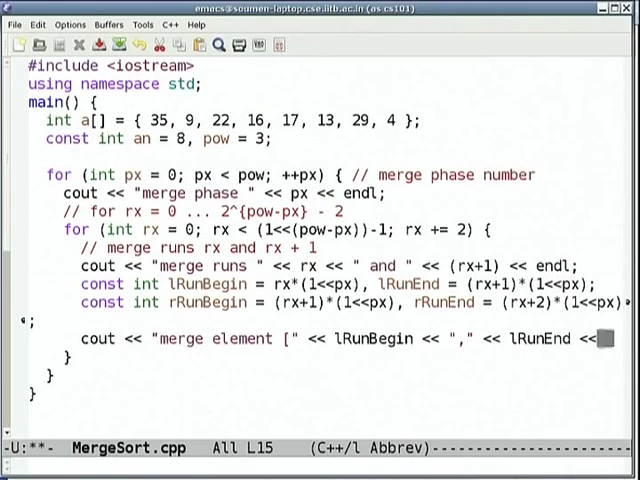 emacs@soumen-laptop.cse.iitb.ac.in (as cs101)
File Edit Options Buffers Tools C++ Help
#include <iostream>
using namespace std;
main() {
int a[] = { 35, 9, 22, 16, 17, 13, 29, 4 };
const int an = 8, pow = 3;
for (int px = 0; px < pow; ++px) { // merge phase number
cout << "merge phase " << px << endl;
// for rx = 0 ... 2^{pow-px} - 2
for (int rx = 0; rx < (1<<(pow-px))-1; rx += 2) {
// merge runs rx and rx + 1
cout << "merge runs " << rx << " and " << (rx+1) << endl;
const int lRunBegin = rx*(1<<px), lRunEnd = (rx+1)*(1<<px);
const int rRunBegin = (rx+1)*(1<<px), rRunEnd = (rx+2)*(1<<px)
;
cout << "merge element [" << lRunBegin << "," << lRunEnd <<
}
}
}
-U:**- MergeSort.cpp All L15 (C++/l Abbrev)